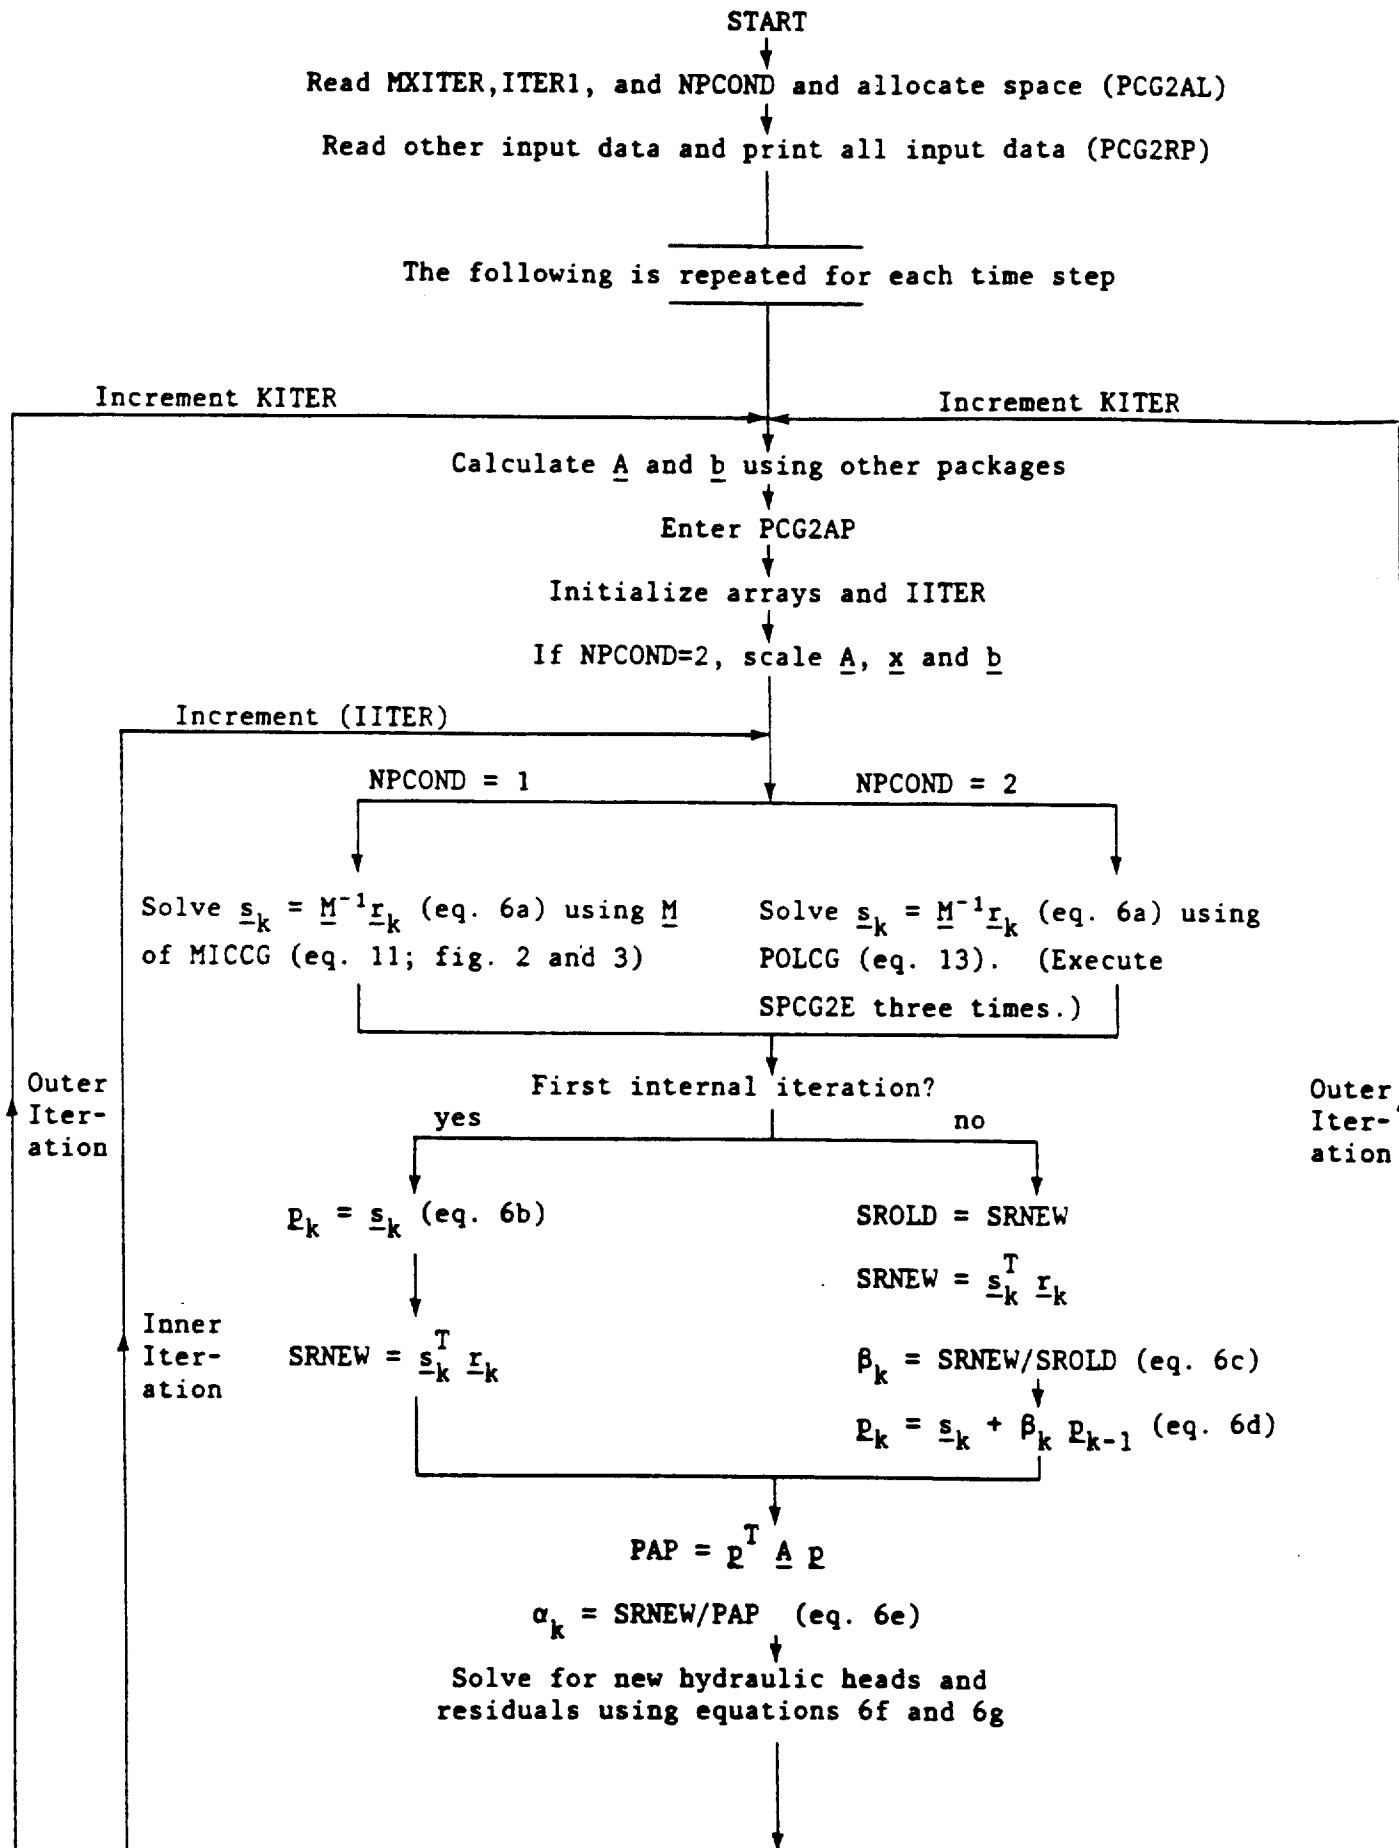 START
Read MXITER,ITER1, and NPCOND and allocate space (PCG2AL)
Read other input data and print all input data (PCG2RP)
The following is repeated for each time step
Increment KITER
Increment KITER
Calculate A and b using other packages
Enter PCG2AP
Initialize arrays and IITER
If NPCOND=2, scale A, x and b
Increment (IITER)
NPCOND = 1
NPCOND = 2
Solve s_k = M^-1 r_k (eq. 6a) using M
of MICCG (eq. 11; fig. 2 and 3)
Solve s_k = M^-1 r_k (eq. 6a) using
POLCG (eq. 13). (Execute
SPCG2E three times.)
First internal iteration?
yes
no
Outer
Iter-
ation
Outer
Iter-
ation
p_k = s_k (eq. 6b)
SRNEW = s_k^T r_k
SROLD = SRNEW
SRNEW = s_k^T r_k
β_k = SRNEW/SROLD (eq. 6c)
p_k = s_k + β_k p_k-1 (eq. 6d)
Inner
Iter-
ation
PAP = p^T A p
α_k = SRNEW/PAP (eq. 6e)
Solve for new hydraulic heads and
residuals using equations 6f and 6g